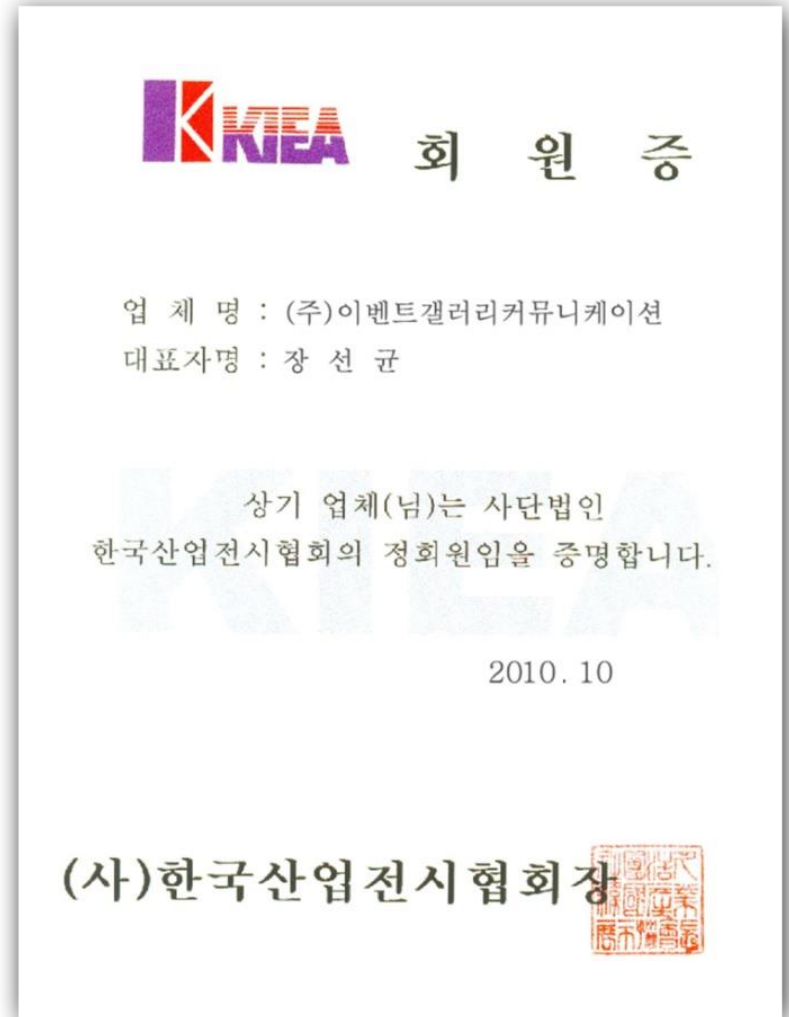 KIEA 회 원 증
업 체 명 : (주)이벤트갤러리커뮤니케이션
대표자명 : 장 선 균
상기 업체(님)는 사단법인
한국산업전시협회의 정회원임을 증명합니다.
KIEA
2010. 10
(사)한국산업전시협회장